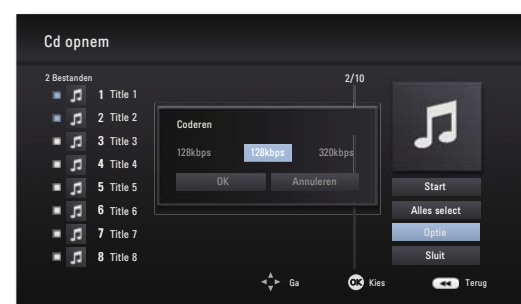 Cd opnem
2 Bestanden 2/10
1 Title 1
2 Title 2
3 Title 3
4 Title 4
5 Title 5
6 Title 6
7 Title 7
8 Title 8
Coderen
128kbps 128kbps 320kbps
OK Annuleren
Start
Alles select
Optie
Sluit
Ga OK Kies Terug